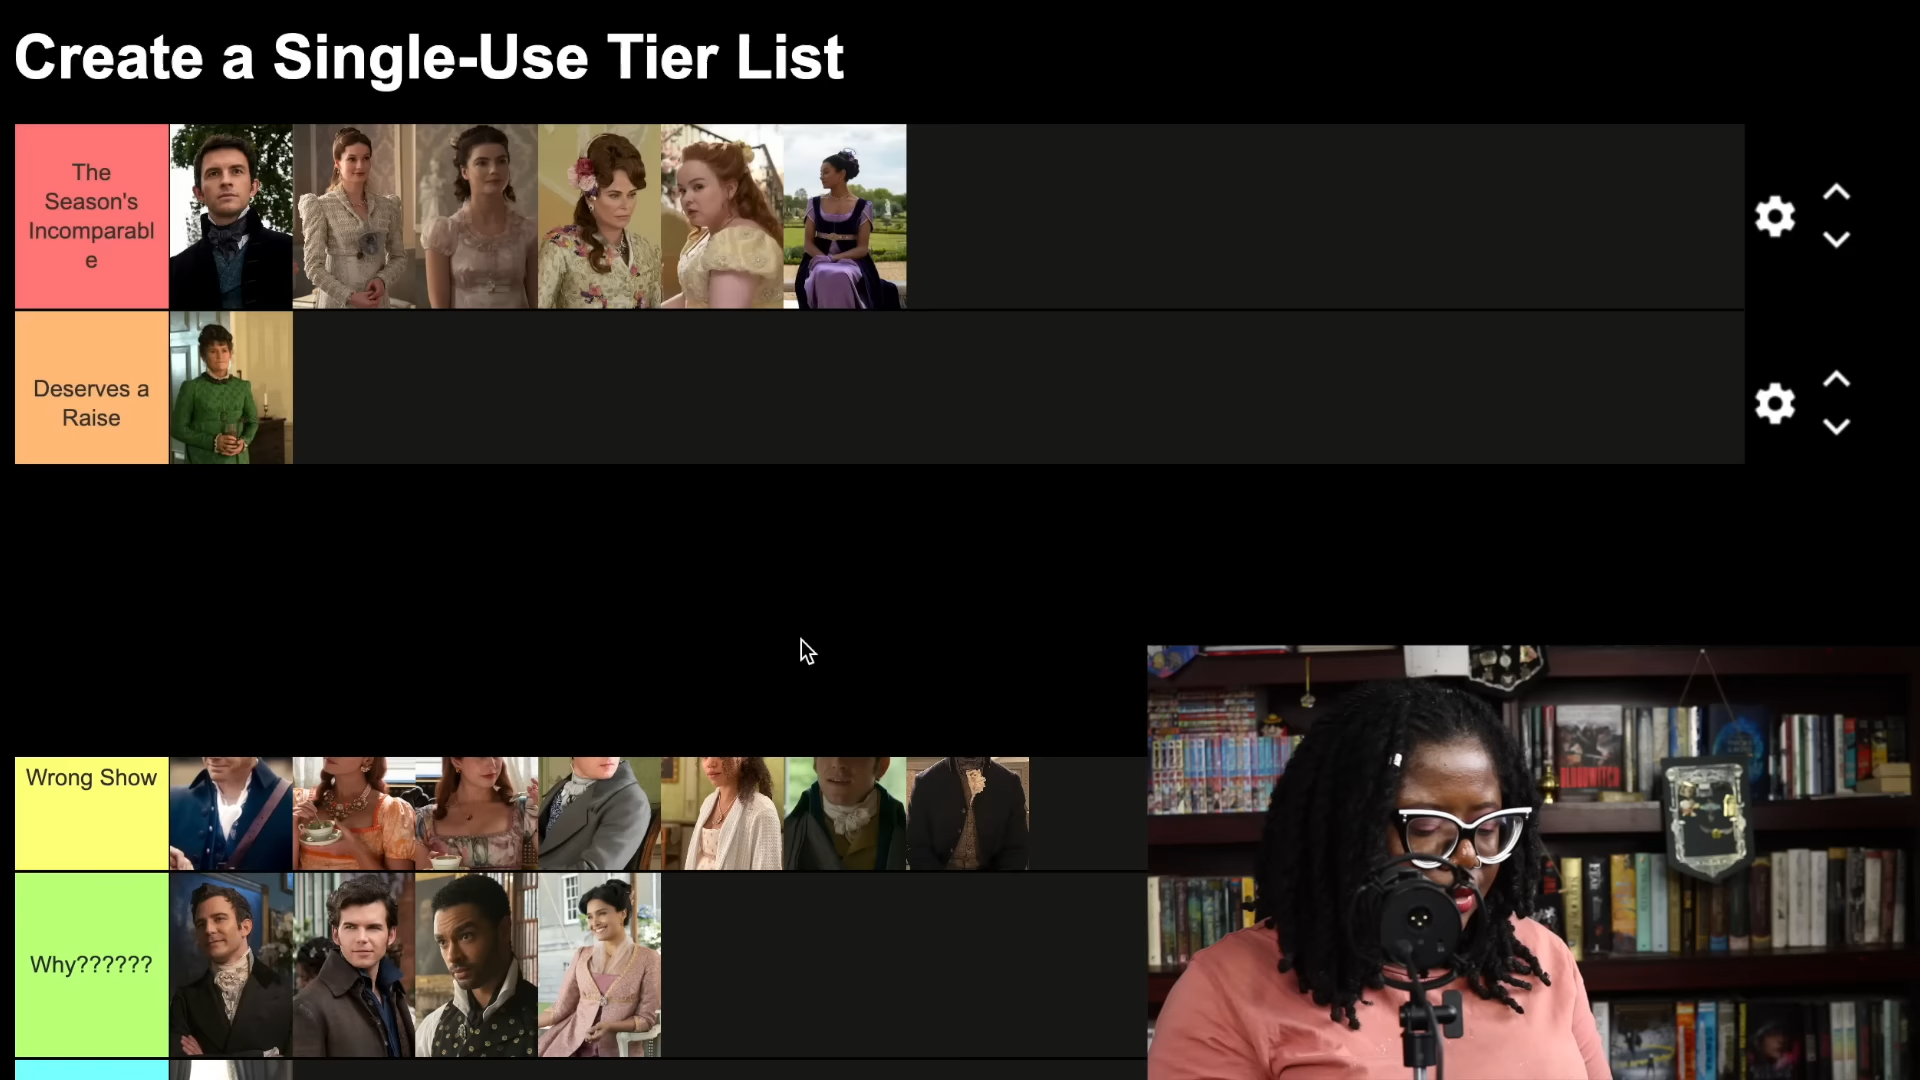 Create a Single-Use Tier List
The
Season's
Incomparabl
e
Deserves a
Raise
Wrong Show
Why??????